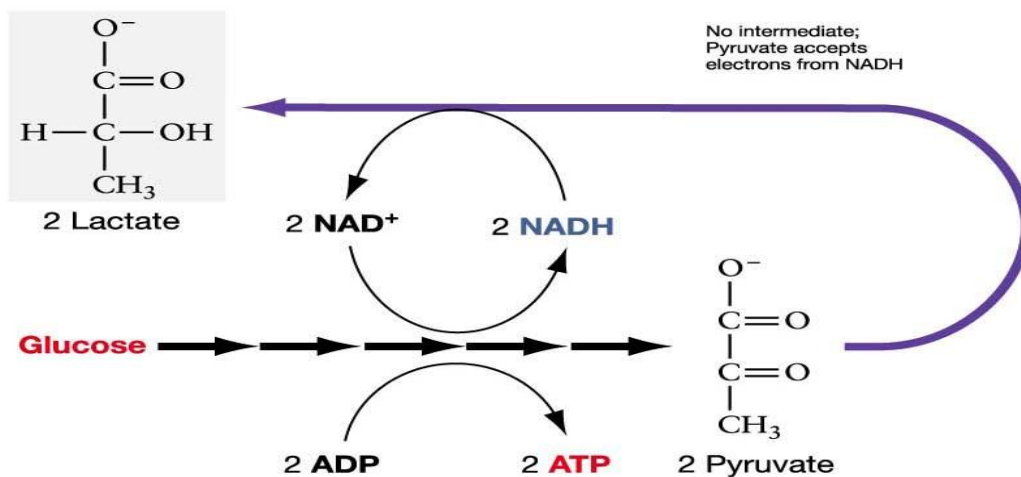 No intermediate;
Pyruvate accepts
electrons from NADH
O⁻
C=O
H—C—OH
CH₃
2 Lactate
2 NAD⁺
2 NADH
O⁻
C=O
C=O
CH₃
Glucose
2 ADP
2 ATP
2 Pyruvate